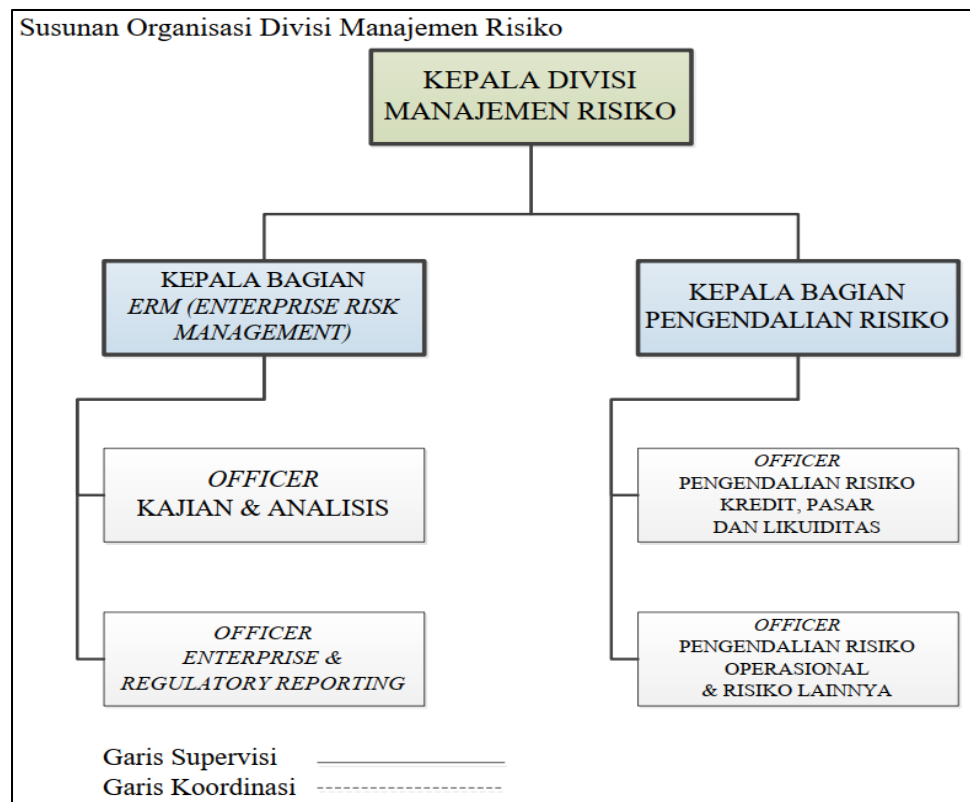 Susunan Organisasi Divisi Manajemen Risiko
KEPALA DIVISI
MANAJEMEN RISIKO
KEPALA BAGIAN
ERM (ENTERPRISE RISK
MANAGEMENT)
OFFICER
KAJIAN & ANALISIS
OFFICER
ENTERPRISE &
REGULATORY REPORTING
KEPALA BAGIAN
PENGENDALIAN RISIKO
OFFICER
PENGENDALIAN RISIKO
KREDIT, PASAR
DAN LIKUIDITAS
OFFICER
PENGENDALIAN RISIKO
OPERASIONAL
& RISIKO LAINNYA
Garis Supervisi
Garis Koordinasi